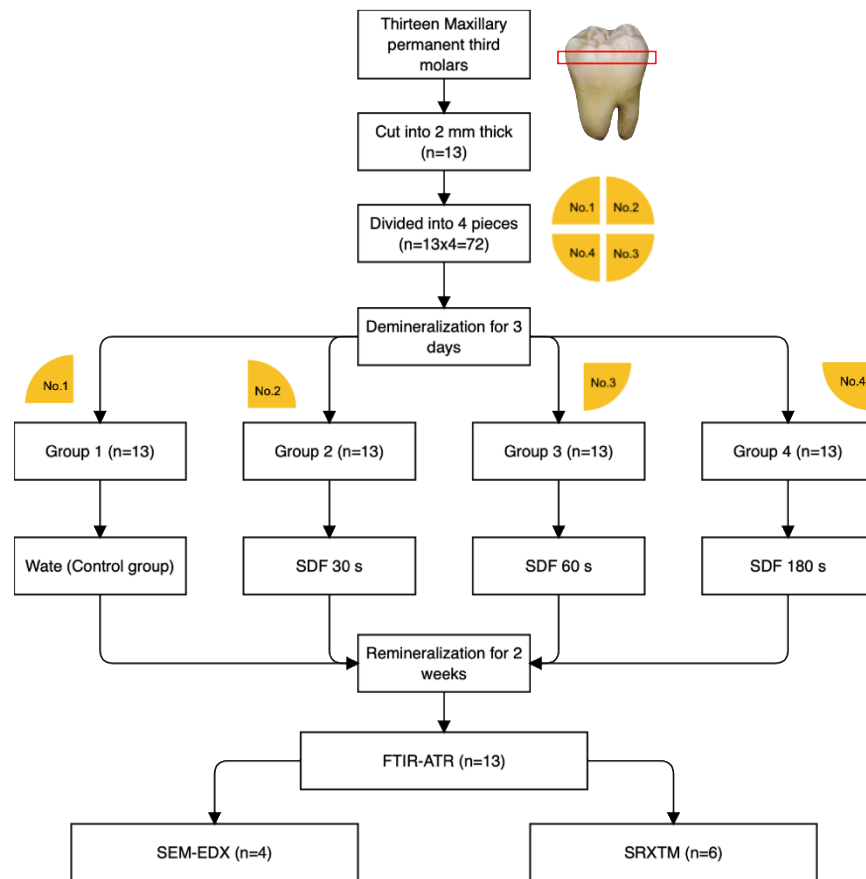 Thirteen Maxillary
permanent third
molars
Cut into 2 mm thick
(n=13)
Divided into 4 pieces
(n=13x4=72)
No.1
No.2
No.4
No.3
Demineralization for 3
days
No.1
No.2
No.3
No.4
Group 1 (n=13)
Group 2 (n=13)
Group 3 (n=13)
Group 4 (n=13)
Wate (Control group)
SDF 30 s
SDF 60 s
SDF 180 s
Remineralization for 2
weeks
FTIR-ATR (n=13)
SEM-EDX (n=4)
SRXTM (n=6)